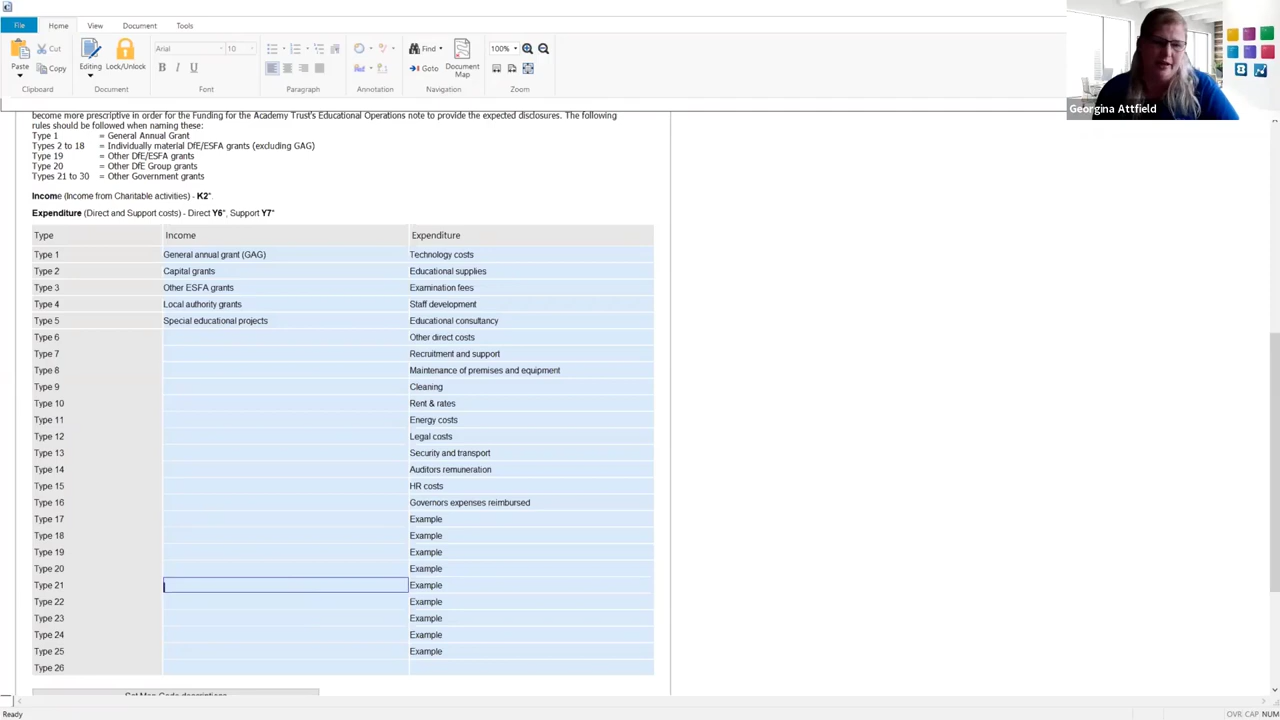 File Home View Document Tools
Paste Cut Copy Editing Lock/Unlock Arial 10 B I U Find Goto Document Map 100%
Clipboard Document Font Paragraph Annotation Navigation Zoom
Georgina Attfield
become more prescriptive in order for the Funding for the Academy Trust's Educational Operations note to provide the expected disclosures. The following
rules should be followed when naming these:
Type 1 = General Annual Grant
Types 2 to 18 = Individually material DfE/ESFA grants (excluding GAG)
Type 19 = Other DfE/ESFA grants
Type 20 = Other DfE Group grants
Types 21 to 30 = Other Government grants
Income (Income from Charitable activities) - K2*.
Expenditure (Direct and Support costs) - Direct Y6*, Support Y7*
Type Income Expenditure
Type 1 General annual grant (GAG) Technology costs
Type 2 Capital grants Educational supplies
Type 3 Other ESFA grants Examination fees
Type 4 Local authority grants Staff development
Type 5 Special educational projects Educational consultancy
Type 6 Other direct costs
Type 7 Recruitment and support
Type 8 Maintenance of premises and equipment
Type 9 Cleaning
Type 10 Rent & rates
Type 11 Energy costs
Type 12 Legal costs
Type 13 Security and transport
Type 14 Auditors remuneration
Type 15 HR costs
Type 16 Governors expenses reimbursed
Type 17 Example
Type 18 Example
Type 19 Example
Type 20 Example
Type 21 Example
Type 22 Example
Type 23 Example
Type 24 Example
Type 25 Example
Type 26
Set Map Code descriptions
Ready OVR CAP NUM